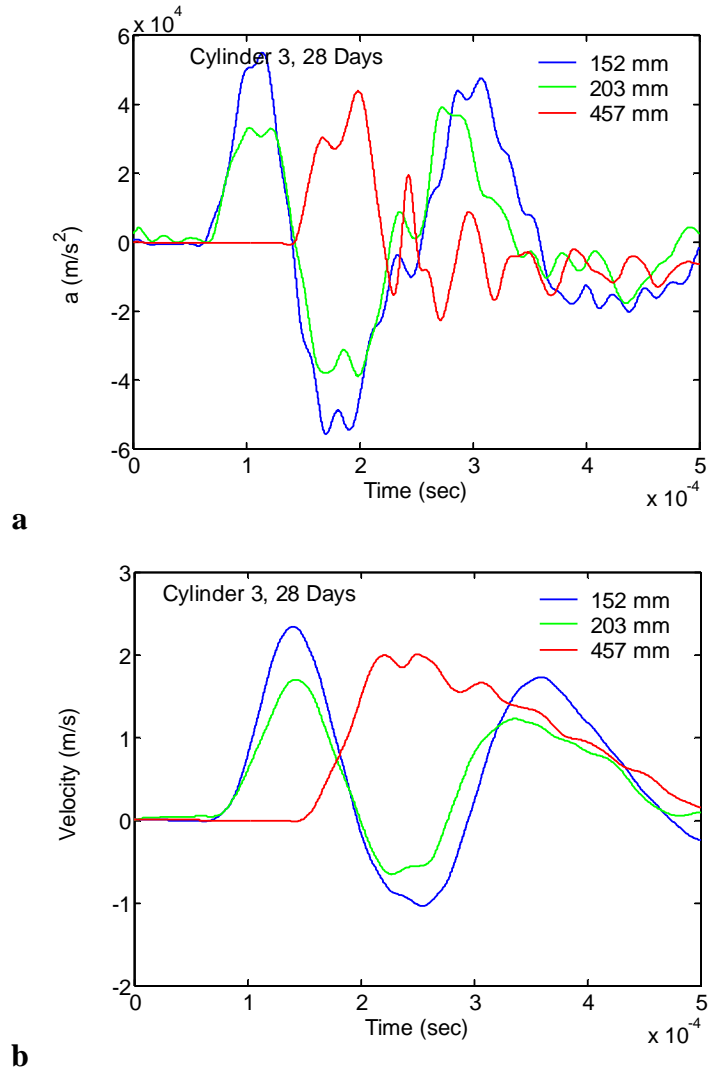 x 10^4
6
4
2
0
-2
-4
-6
a (m/s^2)
Cylinder 3, 28 Days
152 mm
203 mm
457 mm
0 1 2 3 4 5
Time (sec)
x 10^-4
a
3
2
1
0
-1
-2
Velocity (m/s)
Cylinder 3, 28 Days
152 mm
203 mm
457 mm
0 1 2 3 4 5
Time (sec)
x 10^-4
b